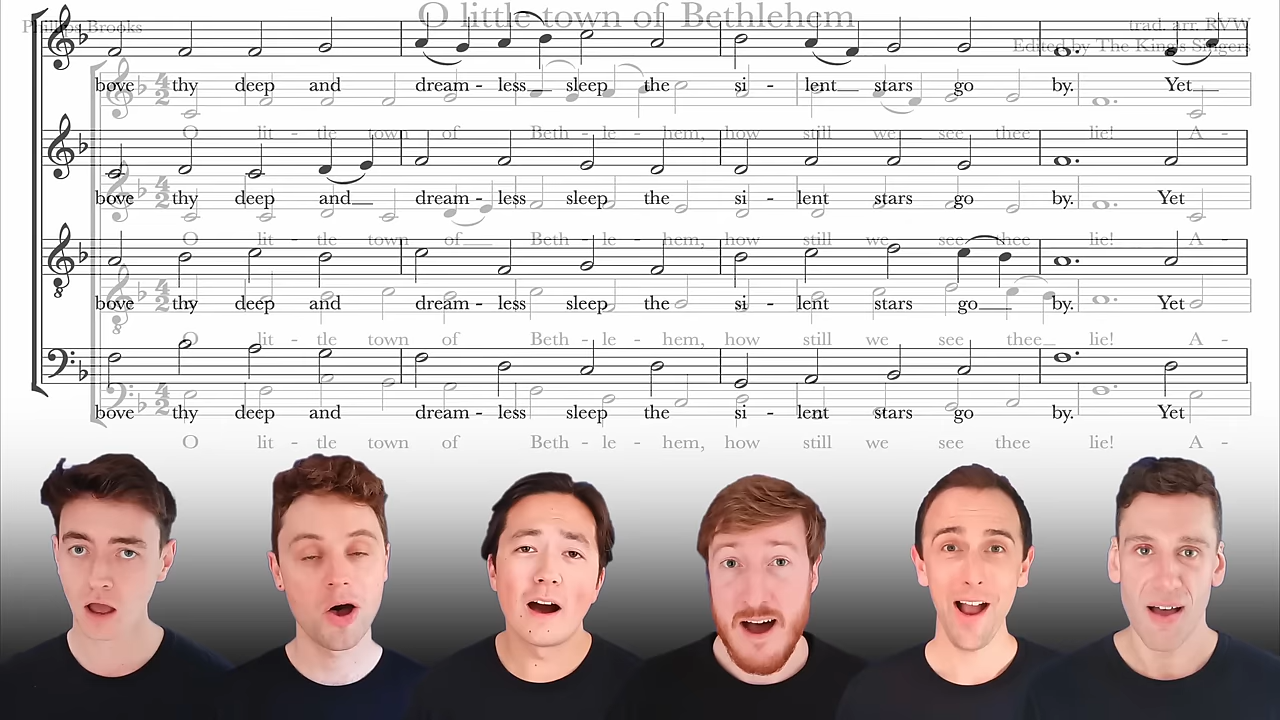 O little town of Bethlehem
Phillips Brooks
trad. arr. RVW
Edited by The King's Singers
bove thy deep and dream - less sleep the si - lent stars go by. Yet
O lit - tle town of Beth - le - hem, how still we see thee lie! A -
bove thy deep and dream - less sleep the si - lent stars go by. Yet
O lit - tle town of Beth - le - hem, how still we see thee lie! A -
bove thy deep and dream - less sleep the si - lent stars go by. Yet
O lit - tle town of Beth - le - hem, how still we see thee lie! A -
bove thy deep and dream - less sleep the si - lent stars go by. Yet
O lit - tle town of Beth - le - hem, how still we see thee lie! A -